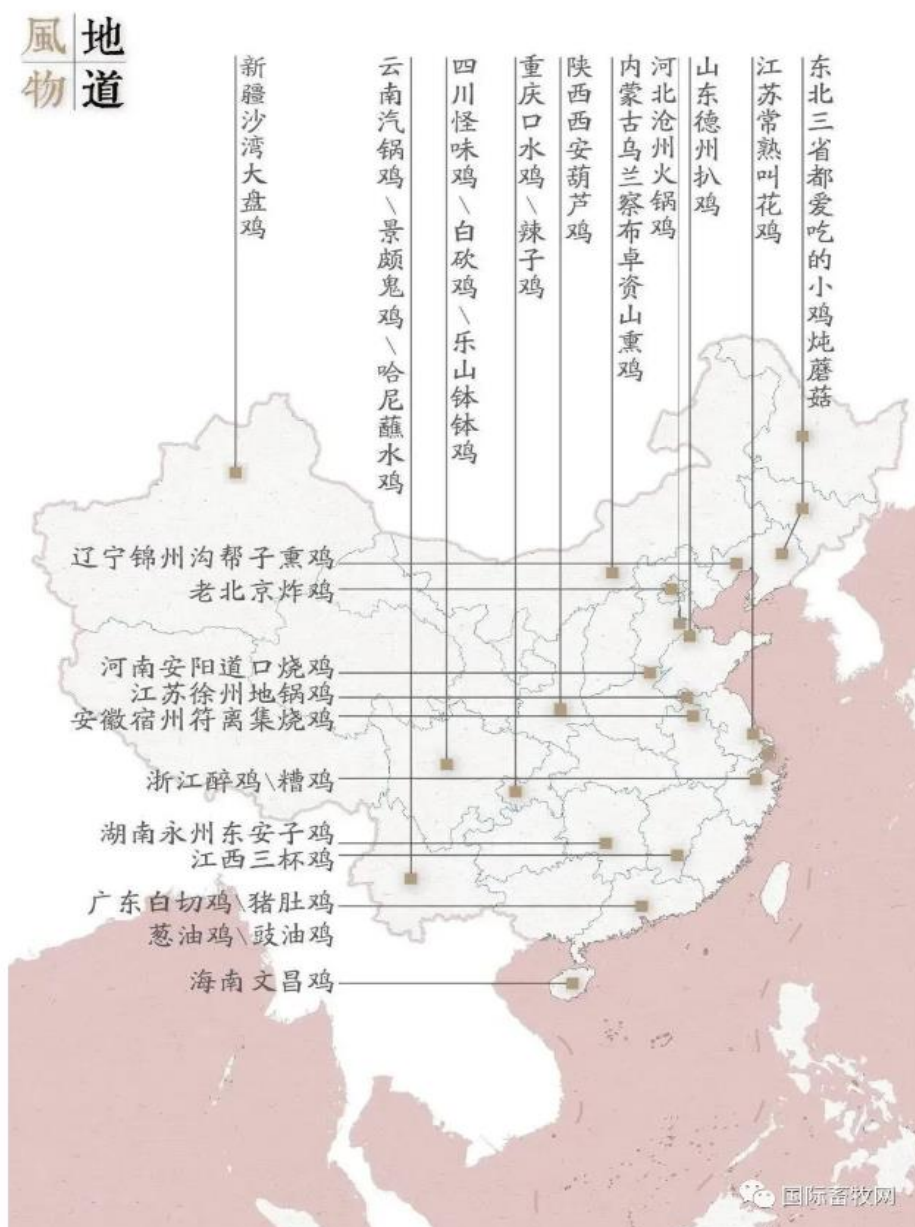 風 地
物 道
新疆沙湾大盘鸡
云南汽锅鸡\景颇鬼鸡\哈尼蘸水鸡
四川怪味鸡\白砍鸡\乐山钵钵鸡
重庆口水鸡\辣子鸡
陕西西安葫芦鸡
内蒙古乌兰察布卓资山熏鸡
河北沧州火锅鸡
山东德州扒鸡
江苏常熟叫花鸡
东北三省都爱吃的小鸡炖蘑菇
辽宁锦州沟帮子熏鸡
老北京炸鸡
河南安阳道口烧鸡
江苏徐州地锅鸡
安徽宿州符离集烧鸡
浙江醉鸡\糟鸡
湖南永州东安子鸡
江西三杯鸡
广东白切鸡\猪肚鸡
葱油鸡\豉油鸡
海南文昌鸡
国际畜牧网